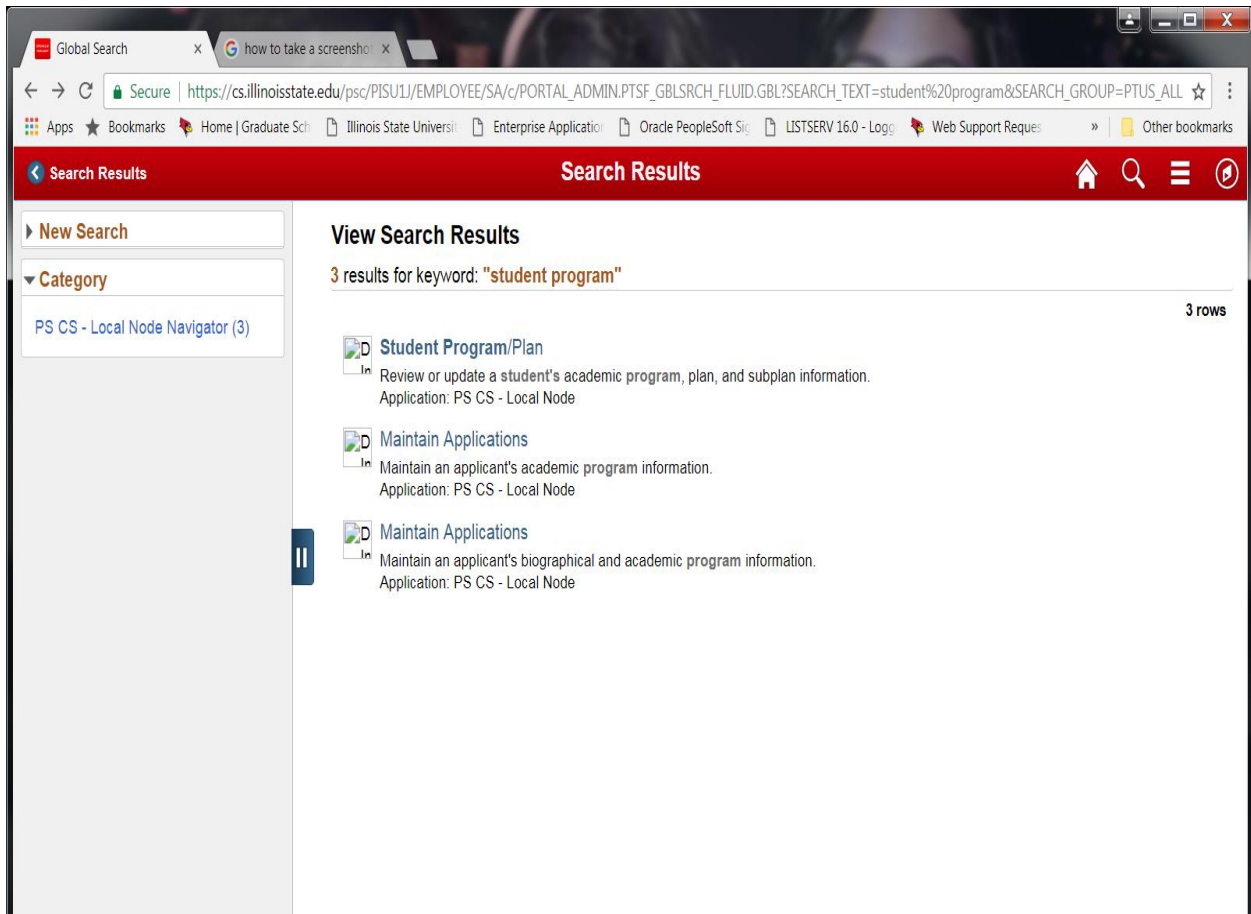 Global Search
how to take a screenshot
Secure | https://cs.illinoisstate.edu/psc/PISU1J/EMPLOYEE/SA/c/PORTAL_ADMIN.PTSF_GBLSRCH_FLUID.GBL?SEARCH_TEXT=student%20program&SEARCH_GROUP=PTUS_ALL
Apps Bookmarks Home | Graduate Sch Illinois State Universit Enterprise Application Oracle PeopleSoft Sig LISTSERV 16.0 - Logg Web Support Reques » Other bookmarks
Search Results
Search Results
New Search
Category
PS CS - Local Node Navigator (3)
View Search Results
3 results for keyword: "student program"
3 rows
Student Program/Plan
Review or update a student's academic program, plan, and subplan information.
Application: PS CS - Local Node
Maintain Applications
Maintain an applicant's academic program information.
Application: PS CS - Local Node
Maintain Applications
Maintain an applicant's biographical and academic program information.
Application: PS CS - Local Node